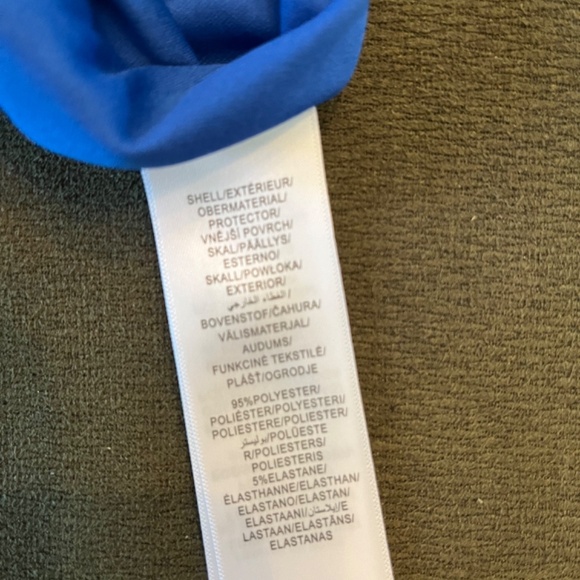 SHELL/EXTÉRIEUR/
OBERMATERIAL/
PROTECTOR/
VNĚJŠÍ POVRCH/
SKAL/PÄÄLLYS/
ESTERNO/
SKALL/POWŁOKA/
EXTERIOR/
الغطاء الخارجي/
BOVENSTOF/ČAHURA/
VÄLISMATERJAL/
AUDUMS/
FUNKCINĖ TEKSTILĖ/
PLÁŠŤ/OGRODJE
95%POLYESTER/
POLIÉSTER/POLYESTERI/
POLIESTERE/POLIESTER/
بوليستر/POLÜESTE
R/POLIESTERS/
POLIESTERIS
5%ELASTANE/
ÉLASTHANNE/ELASTHAN/
ELASTANO/ELASTAN/
ELASTAANI/إيلاستان/E
LASTAAN/ELASTĀNS/
ELASTANAS